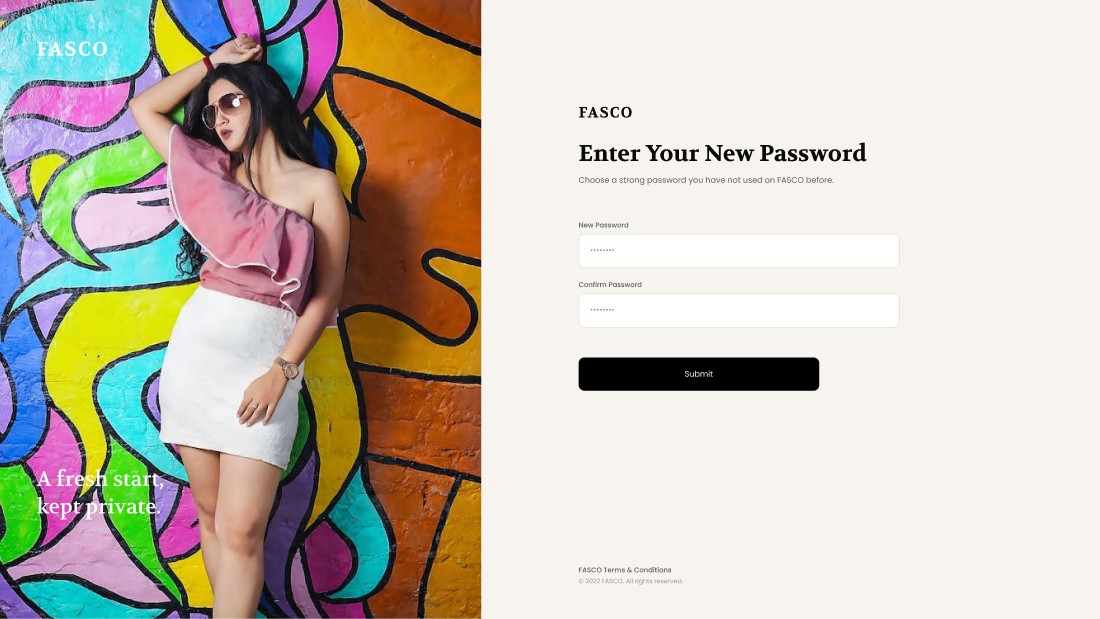 FASCO
A fresh start,
kept private.
FASCO
Enter Your New Password
Choose a strong password you have not used on FASCO before.
New Password
••••••••
Confirm Password
••••••••
Submit
FASCO Terms & Conditions
© 2022 FASCO. All rights reserved.